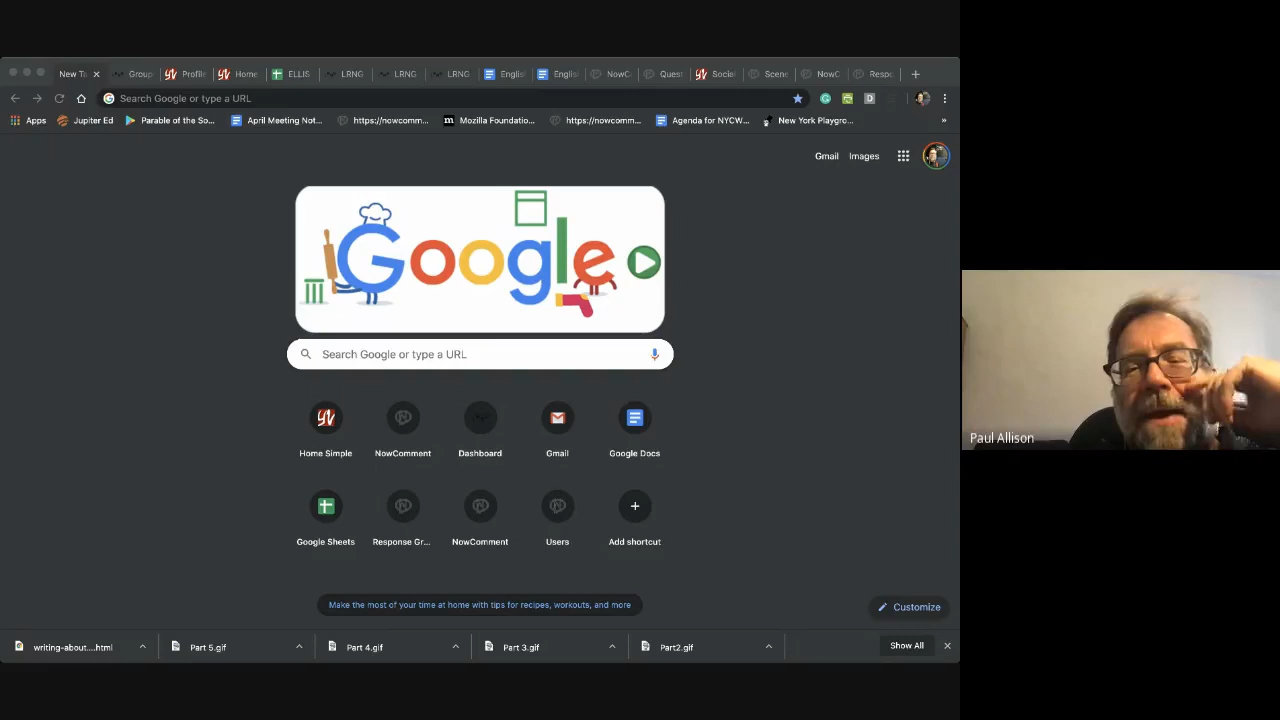 New Ta
Group
Profile
Home
ELLIS
LRNG
LRNG
LRNG
English
English
NowC
Quest
Social
Scene
NowC
Respo
Search Google or type a URL
Apps
Jupiter Ed
Parable of the So...
April Meeting Not...
https://nowcomm...
Mozilla Foundatio...
https://nowcomm...
Agenda for NYCW...
New York Playgro...
»
Gmail
Images
Google
Search Google or type a URL
Home Simple
NowComment
Dashboard
Gmail
Google Docs
Google Sheets
Response Gr...
NowComment
Users
Add shortcut
Make the most of your time at home with tips for recipes, workouts, and more
Customize
writing-about....html
Part 5.gif
Part 4.gif
Part 3.gif
Part2.gif
Show All
Paul Allison